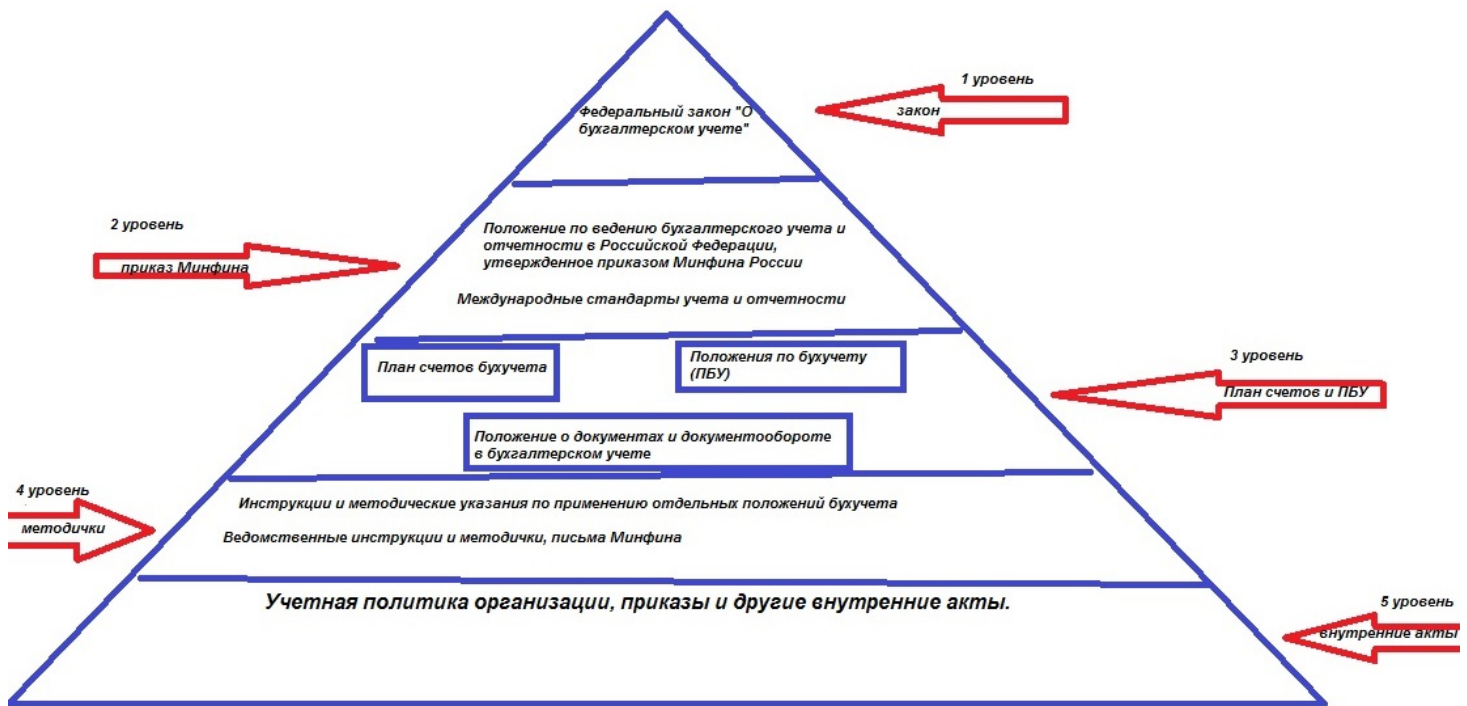 1 уровень
закон
Федеральный закон "О
бухгалтерском учете"
2 уровень
приказ Минфина
Положение по ведению бухгалтерского учета и
отчетности в Российской Федерации,
утвержденное приказом Минфина России
Международные стандарты учета и отчетности
План счетов бухучета
Положения по бухучету
(ПБУ)
3 уровень
План счетов и ПБУ
Положение о документах и документообороте
в бухгалтерском учете
4 уровень
методички
Инструкции и методические указания по применению отдельных положений бухучета
Ведомственные инструкции и методички, письма Минфина
Учетная политика организации, приказы и другие внутренние акты.
5 уровень
внутренние акты